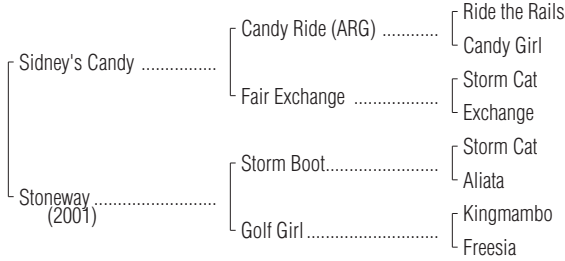 Ride the Rails
Candy Ride (ARG) ...........
Candy Girl
Sidney's Candy ................
Storm Cat
Fair Exchange ..................
Exchange
Storm Cat
Storm Boot........................
Aliata
Stoneway ..........................
(2001)
Kingmambo
Golf Girl ............................
Freesia